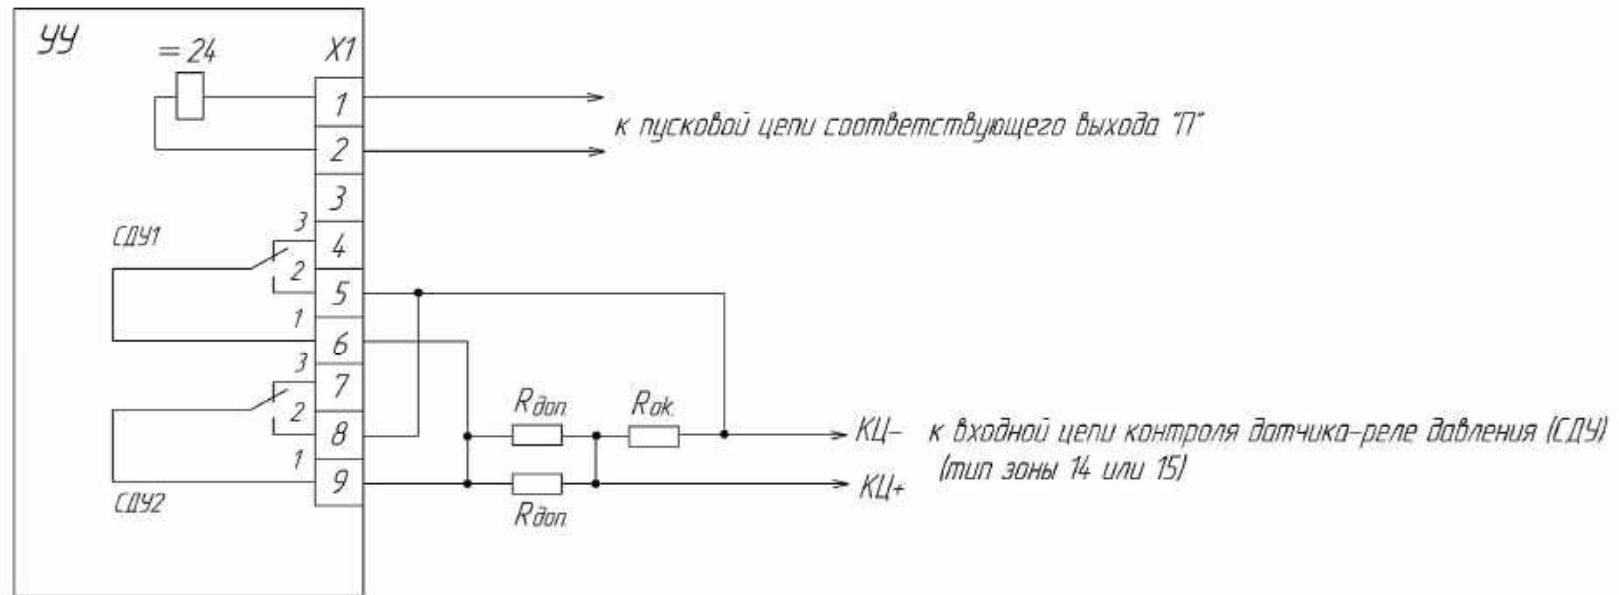 УУ
= 24
X1
1
к пусковой цепи соответствующего выхода "П"
2
3
3
СДУ1
4
2
5
1
6
3
7
2
Rдоп.
Rok.
8
КЦ- к входной цепи контроля датчика-реле давления (СДУ)
1
(тип зоны 14 или 15)
9
КЦ+
СДУ2
Rдоп.